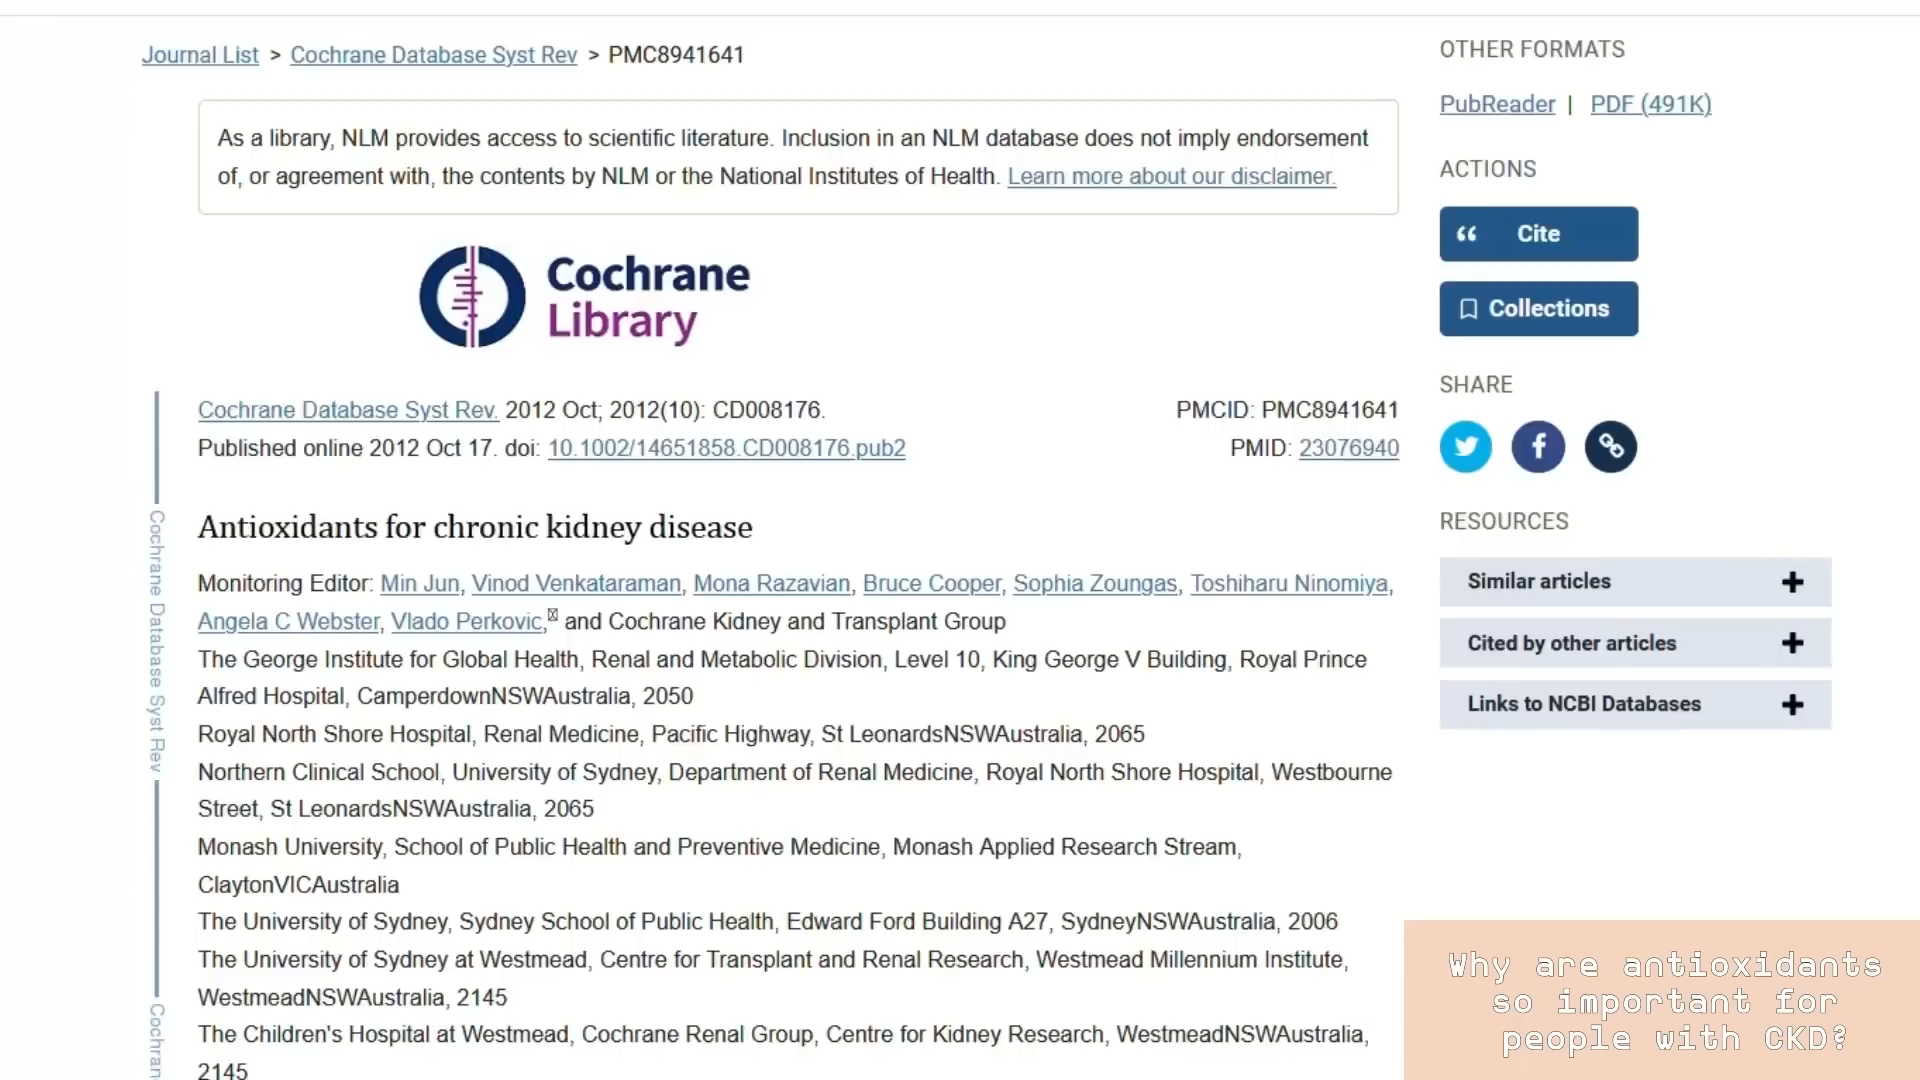 Journal List > Cochrane Database Syst Rev > PMC8941641
As a library, NLM provides access to scientific literature. Inclusion in an NLM database does not imply endorsement
of, or agreement with, the contents by NLM or the National Institutes of Health. Learn more about our disclaimer.
Cochrane
Library
Cochrane Database Syst Rev. 2012 Oct; 2012(10): CD008176.
PMCID: PMC8941641
Published online 2012 Oct 17. doi: 10.1002/14651858.CD008176.pub2
PMID: 23076940
Antioxidants for chronic kidney disease
Monitoring Editor: Min Jun, Vinod Venkataraman, Mona Razavian, Bruce Cooper, Sophia Zoungas, Toshiharu Ninomiya,
Angela C Webster, Vlado Perkovic, and Cochrane Kidney and Transplant Group
The George Institute for Global Health, Renal and Metabolic Division, Level 10, King George V Building, Royal Prince
Alfred Hospital, CamperdownNSWAustralia, 2050
Royal North Shore Hospital, Renal Medicine, Pacific Highway, St LeonardsNSWAustralia, 2065
Northern Clinical School, University of Sydney, Department of Renal Medicine, Royal North Shore Hospital, Westbourne
Street, St LeonardsNSWAustralia, 2065
Monash University, School of Public Health and Preventive Medicine, Monash Applied Research Stream,
ClaytonVICAustralia
The University of Sydney, Sydney School of Public Health, Edward Ford Building A27, SydneyNSWAustralia, 2006
The University of Sydney at Westmead, Centre for Transplant and Renal Research, Westmead Millennium Institute,
WestmeadNSWAustralia, 2145
The Children's Hospital at Westmead, Cochrane Renal Group, Centre for Kidney Research, WestmeadNSWAustralia,
2145
Cochrane Database Syst Rev
Cochran
OTHER FORMATS
PubReader | PDF (491K)
ACTIONS
Cite
Collections
SHARE
RESOURCES
Similar articles
Cited by other articles
Links to NCBI Databases
Why are antioxidants
so important for
people with CKD?